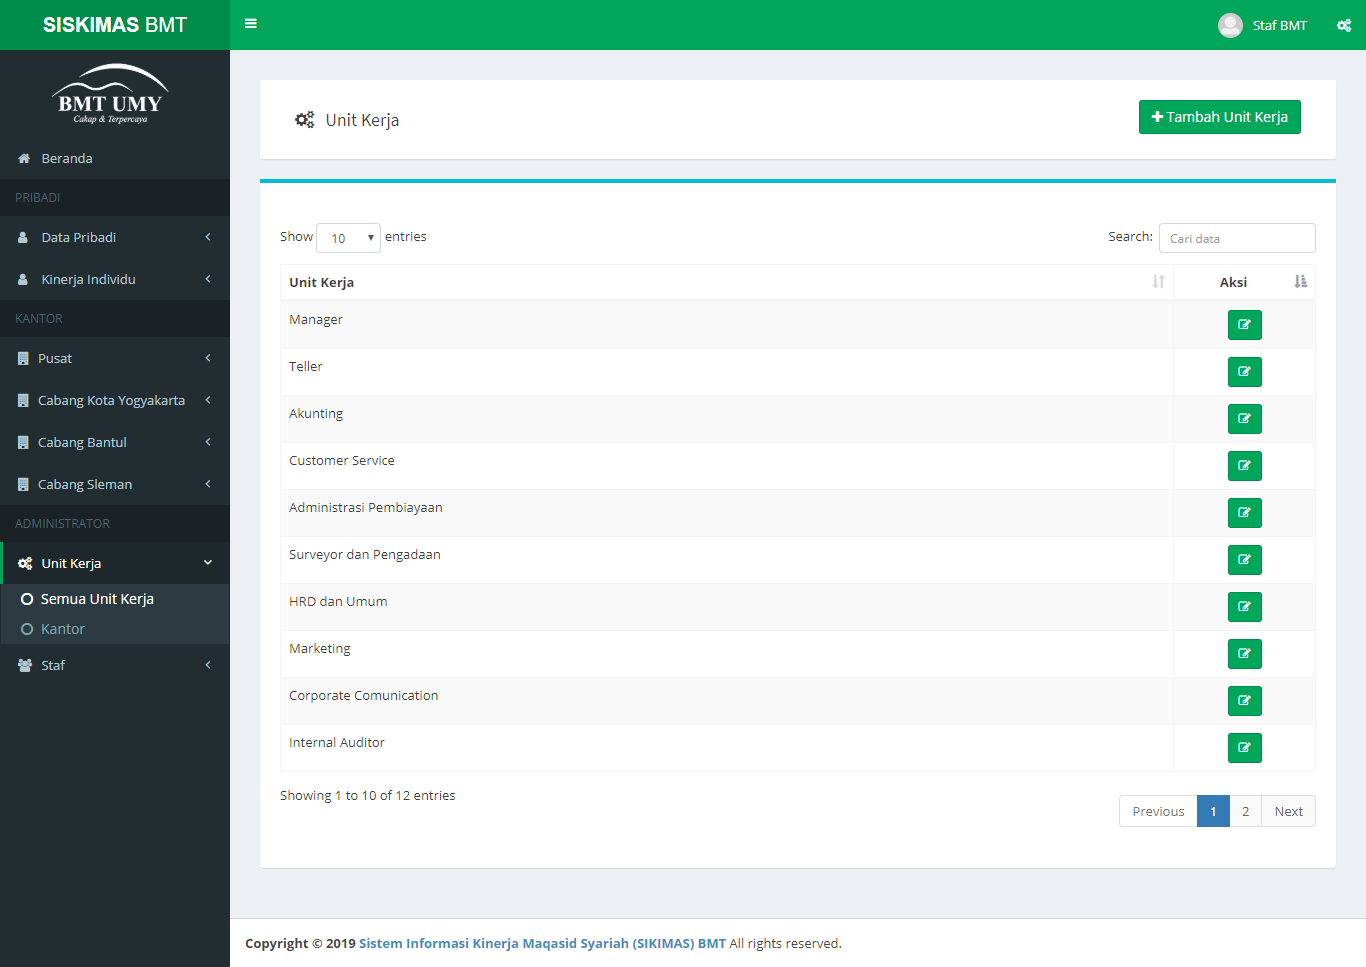 SISKIMAS BMT
Staf BMT
BMT UMY
Cakap & Terpercaya
Beranda
PRIBADI
Data Pribadi
Kinerja Individu
KANTOR
Pusat
Cabang Kota Yogyakarta
Cabang Bantul
Cabang Sleman
ADMINISTRATOR
Unit Kerja
Semua Unit Kerja
Kantor
Staf
Unit Kerja
Tambah Unit Kerja
Show 10 entries
Search: Cari data
Unit Kerja Aksi
Manager
Teller
Akunting
Customer Service
Administrasi Pembiayaan
Surveyor dan Pengadaan
HRD dan Umum
Marketing
Corporate Comunication
Internal Auditor
Showing 1 to 10 of 12 entries
Previous 1 2 Next
Copyright © 2019 Sistem Informasi Kinerja Maqasid Syariah (SIKIMAS) BMT All rights reserved.